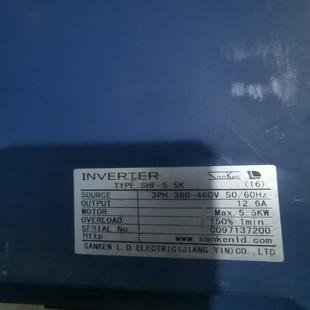 INVERTER SanKen L
TYPE.SHF-5.5K (16)
SOURCE 3PH 380-460V 50/60Hz
OUTPUT 12.6A
MOTOR Max.5.5KW
OVERLOAD 150% 1min
SERIAL No. C097137200
Http: www.sankenld.com
SANKEN L D ELECTRIC(JIANG YIN)CO.,LTD